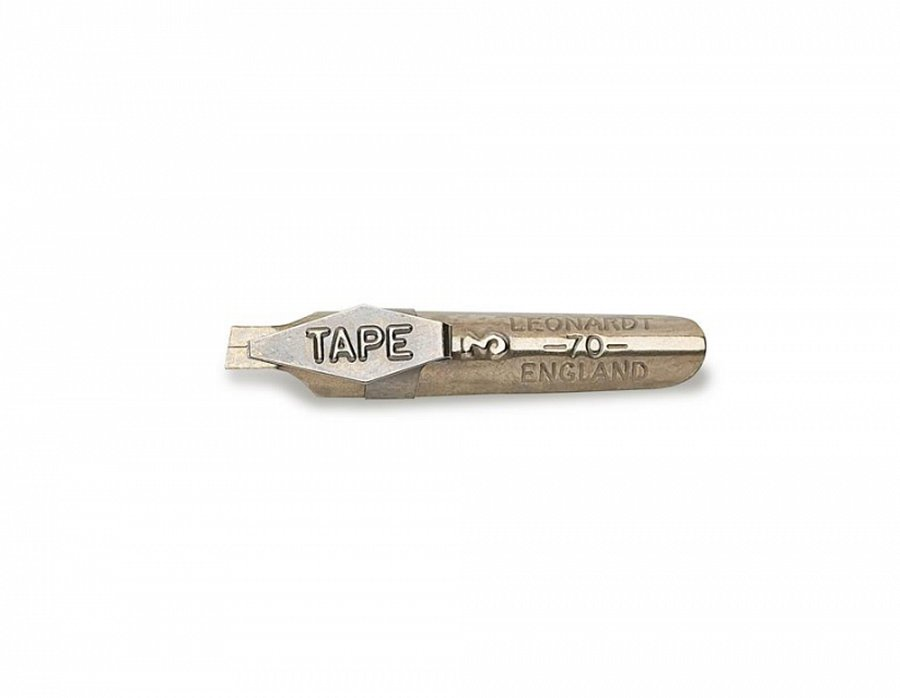 TAPE
3
LEONARDT
-70-
ENGLAND